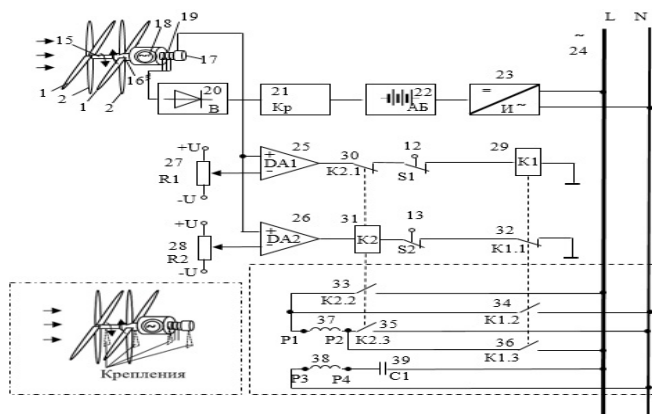 L N
~
24
15 18 19
17
1 2 1 2 16
20
В
21
Кр
22
АБ
23
= И ~
+U
27
R1
-U
+
-
DA1
25
30
K2.1
12
S1
29
K1
+U
28
R2
-U
+
-
DA2
26
31
K2
13
S2
32
K1.1
33
K2.2
34
K1.2
37
P1 P2
35
K2.3
36
K1.3
38
P3 P4
39
C1
Крепления